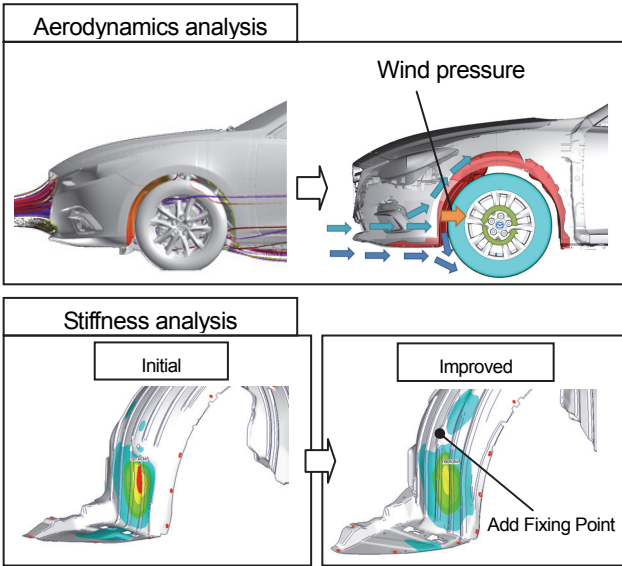 Aerodynamics analysis
Wind pressure
Stiffness analysis
Initial
Improved
Add Fixing Point